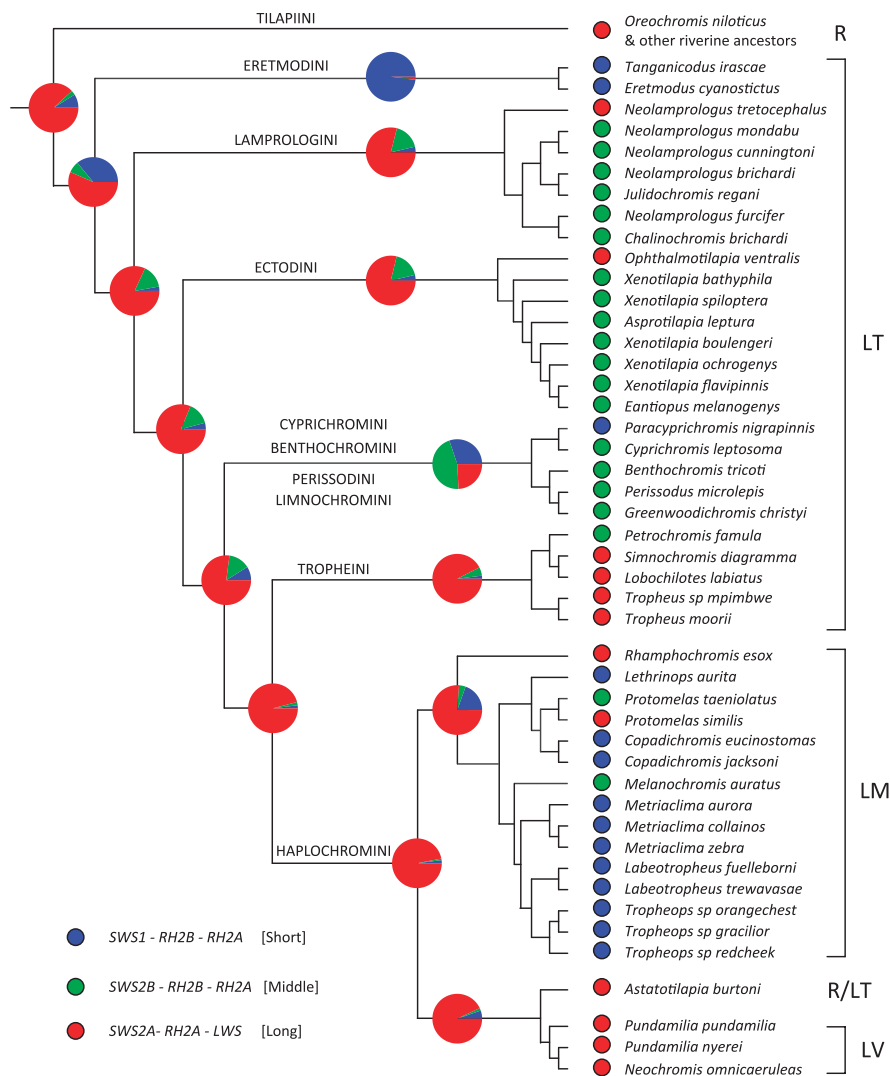 TILAPIINI
Oreochromis niloticus
& other riverine ancestors
R
ERETMODINI
Tanganicodus irascae
Eretmodus cyanostictus
LAMPROLOGINI
Neolamprologus tretocephalus
Neolamprologus mondabu
Neolamprologus cunningtoni
Neolamprologus brichardi
Julidochromis regani
Neolamprologus furcifer
Chalinochromis brichardi
ECTODINI
Ophthalmotilapia ventralis
Xenotilapia bathyphila
Xenotilapia spiloptera
Asprotilapia leptura
Xenotilapia boulengeri
Xenotilapia ochrogenys
Xenotilapia flavipinnis
Eantiopus melanogenys
LT
CYPRICHROMINI
BENTHOCHROMINI
PERISSODINI
LIMNOCHROMINI
Paracyprichromis nigrapinnis
Cyprichromis leptosoma
Benthochromis tricoti
Perissodus microlepis
Greenwoodichromis christyi
TROPHEINI
Petrochromis famula
Simnochromis diagramma
Lobochilotes labiatus
Tropheus sp mpimbwe
Tropheus moorii
HAPLOCHROMINI
Rhamphochromis esox
Lethrinops aurita
Protomelas taeniolatus
Protomelas similis
Copadichromis eucinostomas
Copadichromis jacksoni
Melanochromis auratus
Metriaclima aurora
Metriaclima collainos
Metriaclima zebra
Labeotropheus fuelleborni
Labeotropheus trewavasae
Tropheops sp orangechest
Tropheops sp gracilior
Tropheops sp redcheek
LM
Astatotilapia burtoni
R/LT
Pundamilia pundamilia
Pundamilia nyerei
Neochromis omnicaeruleas
LV
SWS1 - RH2B - RH2A [Short]
SWS2B - RH2B - RH2A [Middle]
SWS2A- RH2A - LWS [Long]